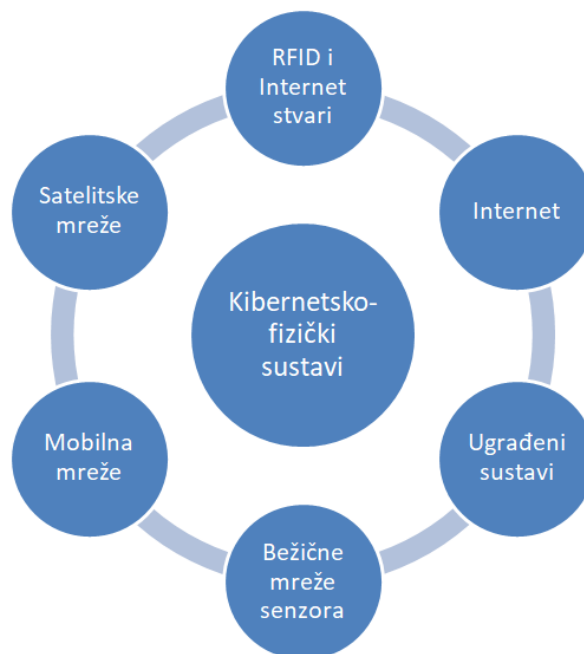 RFID i
Internet
stvari
Internet
Ugrađeni
sustavi
Bežične
mreže
senzora
Mobilna
mreže
Satelitske
mreže
Kibernetsko-
fizički
sustavi